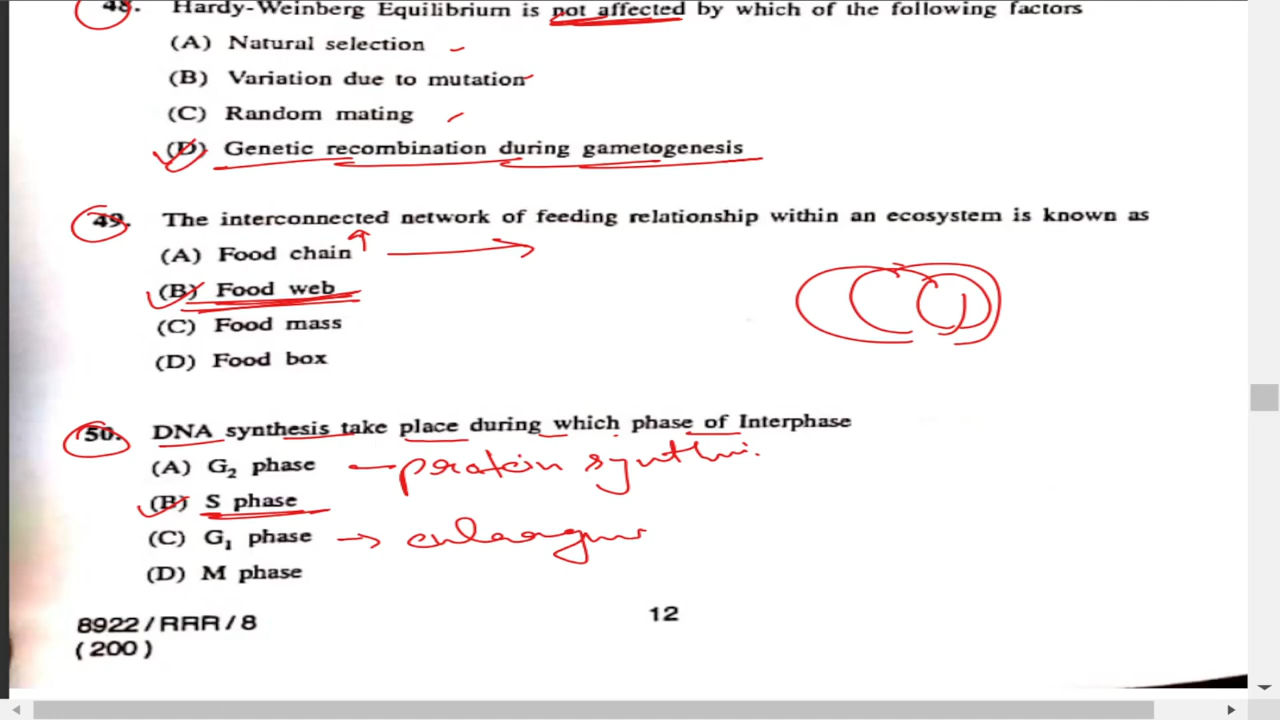 48. Hardy-Weinberg Equilibrium is not affected by which of the following factors
(A) Natural selection
(B) Variation due to mutation
(C) Random mating
(D) Genetic recombination during gametogenesis
49. The interconnected network of feeding relationship within an ecosystem is known as
(A) Food chain
(B) Food web
(C) Food mass
(D) Food box
50. DNA synthesis take place during which phase of Interphase
(A) G₂ phase protein
(B) S phase
(C) G₁ phase
(D) M phase
8922/RRR/8
12
(200)